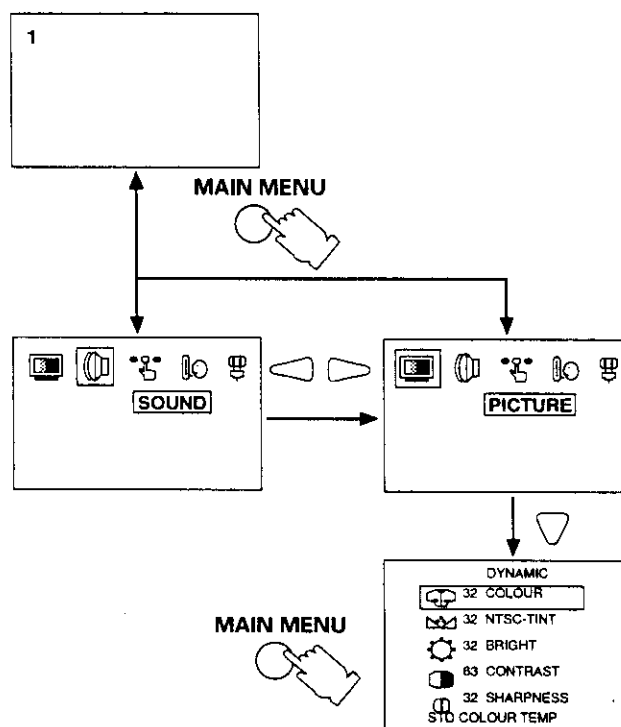 1
MAIN MENU
SOUND
PICTURE
DYNAMIC
32 COLOUR
32 NTSC-TINT
32 BRIGHT
63 CONTRAST
32 SHARPNESS
STD COLOUR TEMP
MAIN MENU